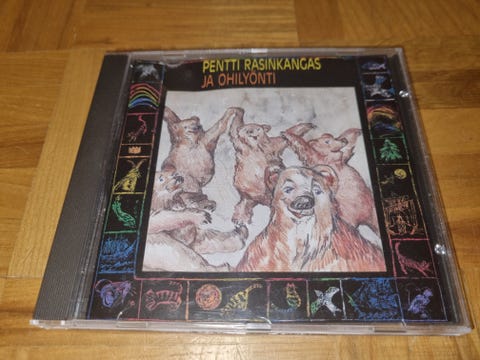 PENTTI RASINKANGAS
JA OHILYÖNTI